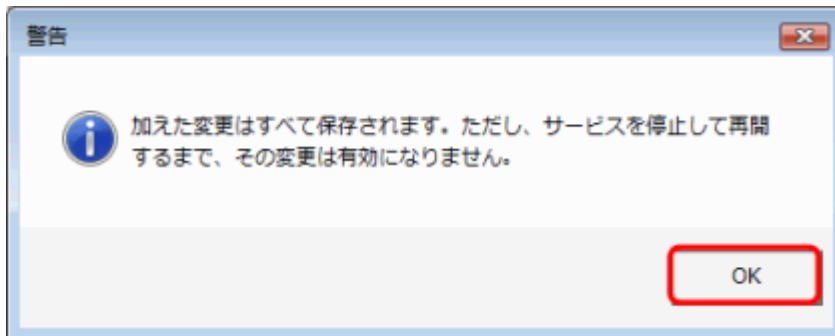 警告
加えた変更はすべて保存されます。ただし、サービスを停止して再開
するまで、その変更は有効になりません。
OK